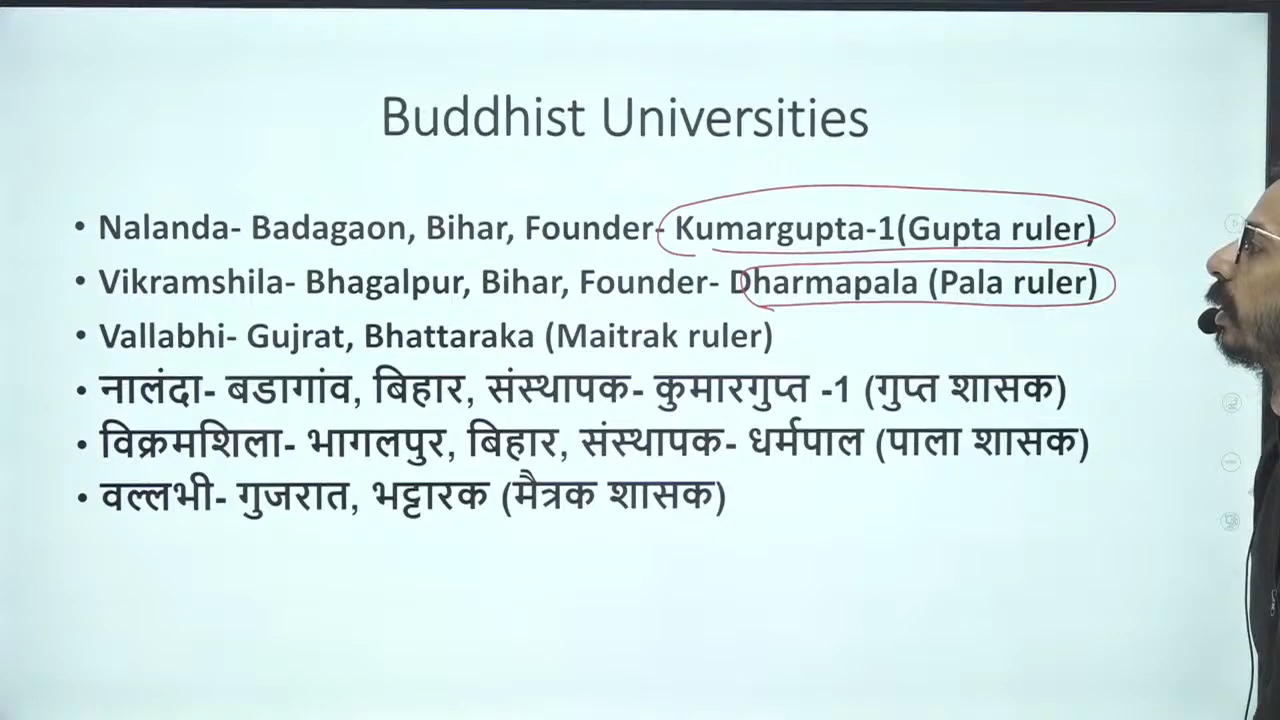 Buddhist Universities
• Nalanda- Badagaon, Bihar, Founder- Kumargupta-1(Gupta ruler)
• Vikramshila- Bhagalpur, Bihar, Founder- Dharmapala (Pala ruler)
• Vallabhi- Gujrat, Bhattaraka (Maitrak ruler)
• नालंदा- बडागांव, बिहार, संस्थापक- कुमारगुप्त -1 (गुप्त शासक)
• विक्रमशिला- भागलपुर, बिहार, संस्थापक- धर्मपाल (पाला शासक)
• वल्लभी- गुजरात, भट्टारक (मैत्रक शासक)